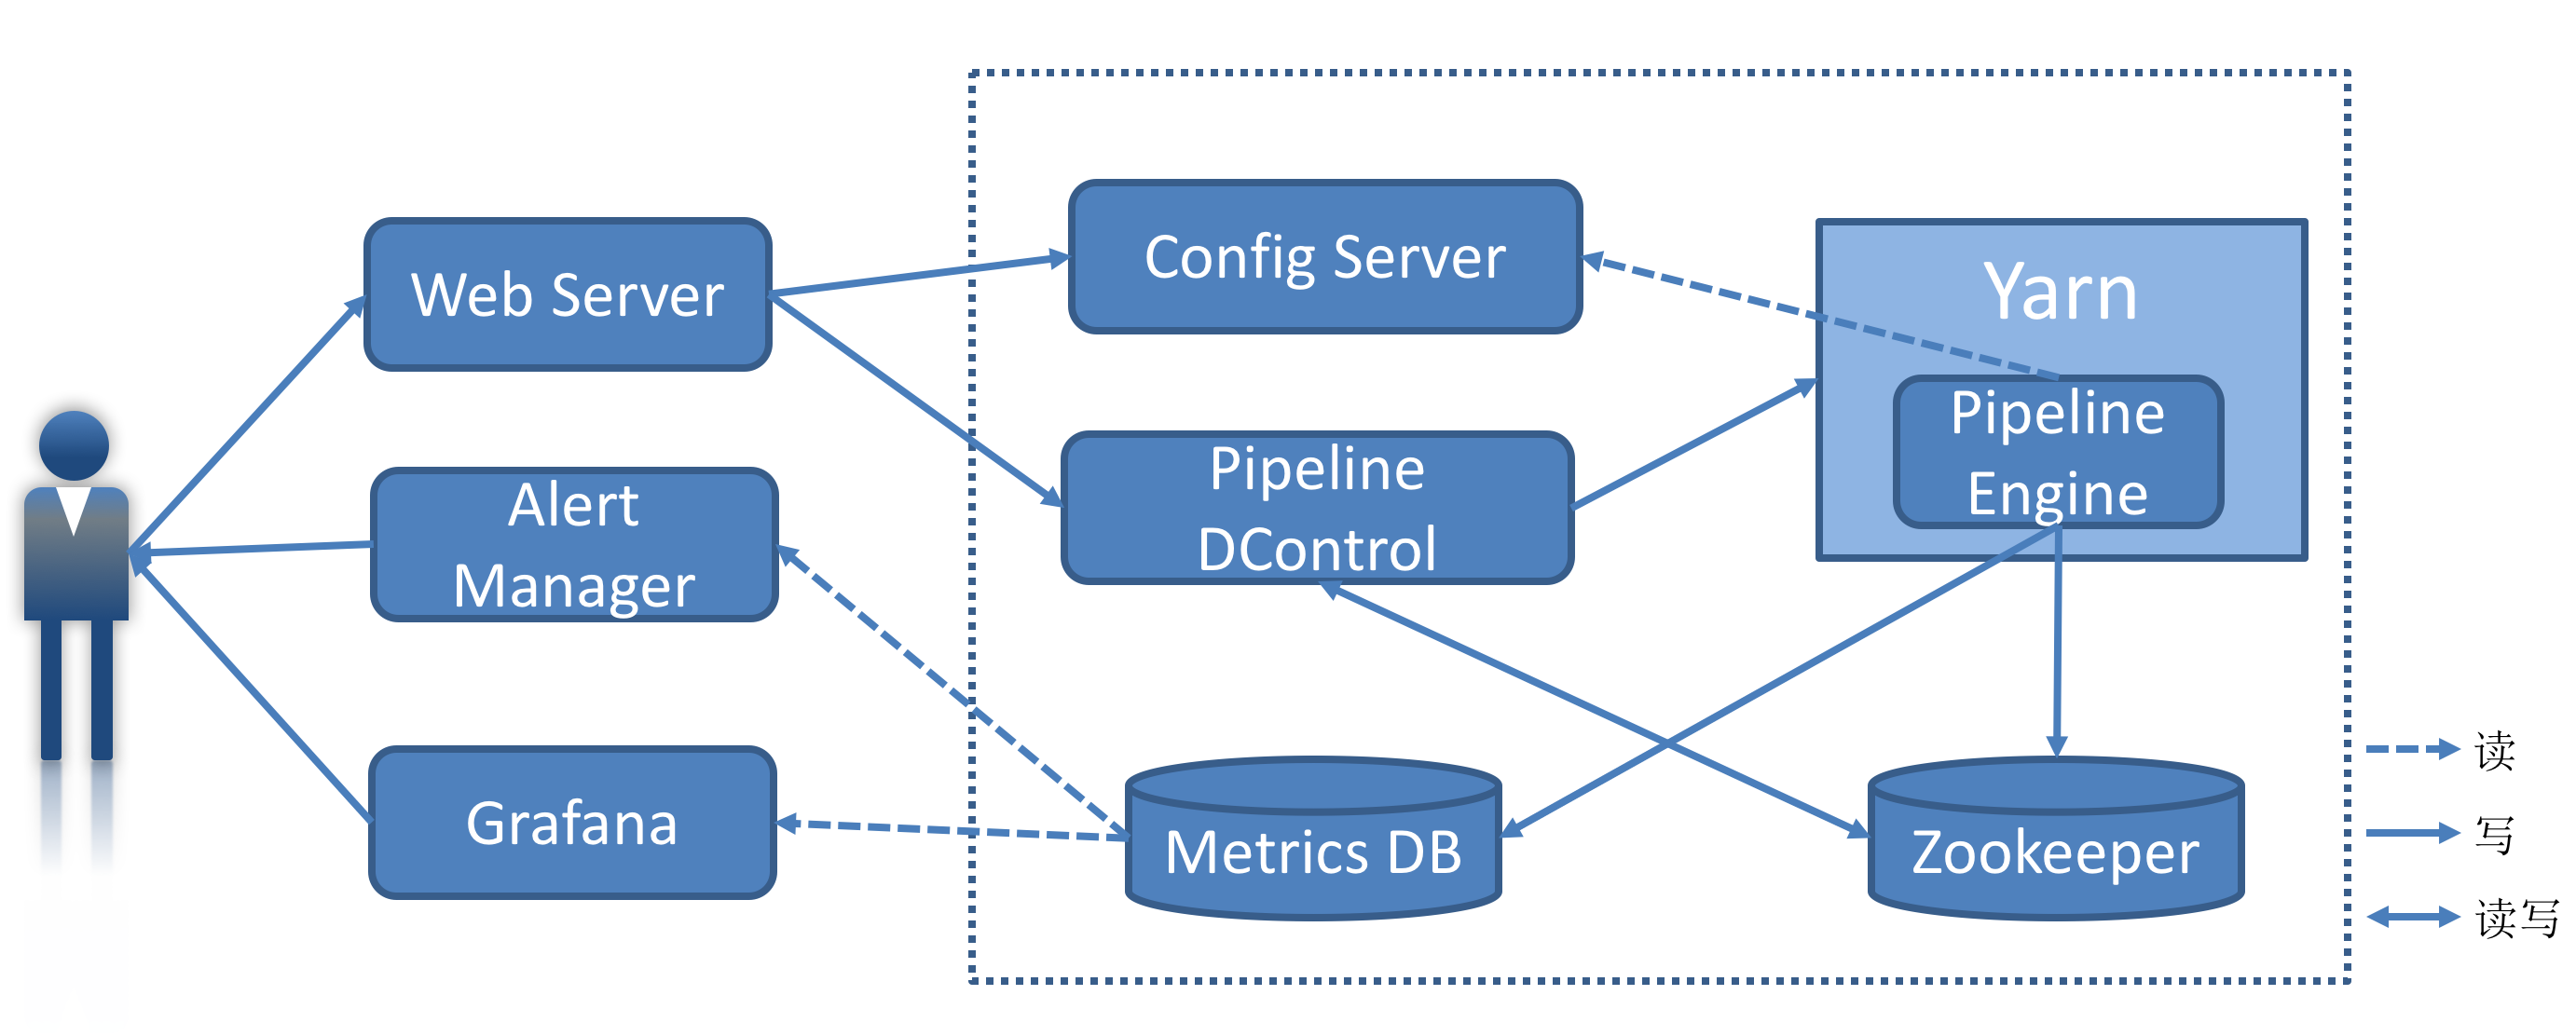 Web Server
Alert
Manager
Grafana
Config Server
Pipeline
DControl
Metrics DB
Yarn
Pipeline
Engine
Zookeeper
读
写
读写